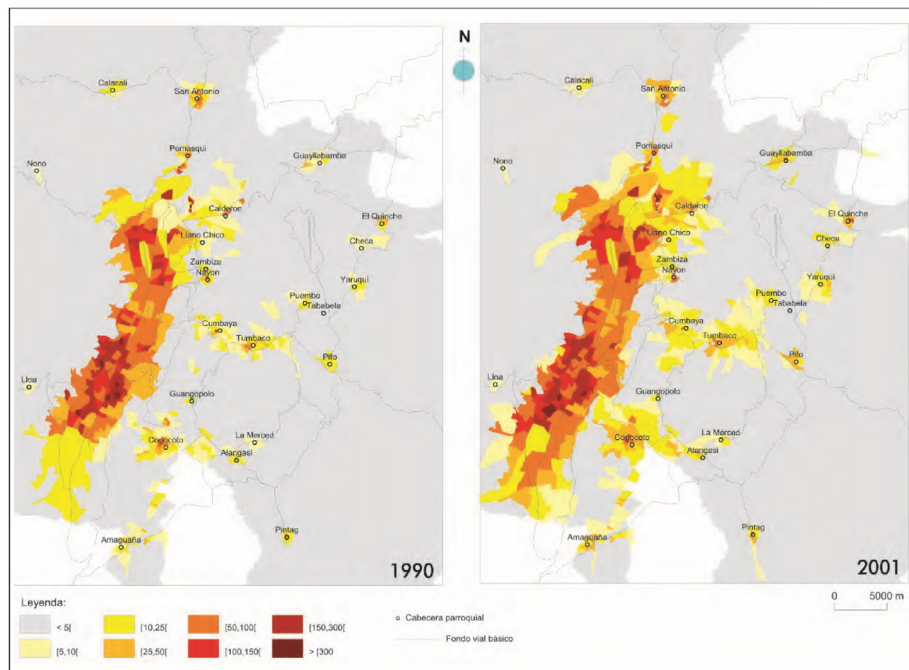 N
Calacali
San Antonio
Pomasqui
Nono
Guayllabamba
Calderon
El Quinche
Llano Chico
Checa
Zambiza
Nayon
Yaruqui
Puembo
Tababela
Cumbaya
Tumbaco
Pifo
Lloa
Guangopolo
La Merced
Conocoto
Alangasi
Pintag
Amaguaña
1990
Calacali
San Antonio
Pomasqui
Nono
Guayllabamba
Calderon
El Quinche
Llano Chico
Checa
Zambiza
Nayon
Yaruqui
Puembo
Tababela
Cumbaya
Tumbaco
Pifo
Lloa
Guangopolo
La Merced
Conocoto
Alangasi
Pintag
Amaguaña
2001
0 5000 m
Leyenda:
< 5[ [10,25[ [50,100[ [150,300[
[5,10[ [25,50[ [100,150[ > [300
Cabecera parroquial
Fondo vial básico